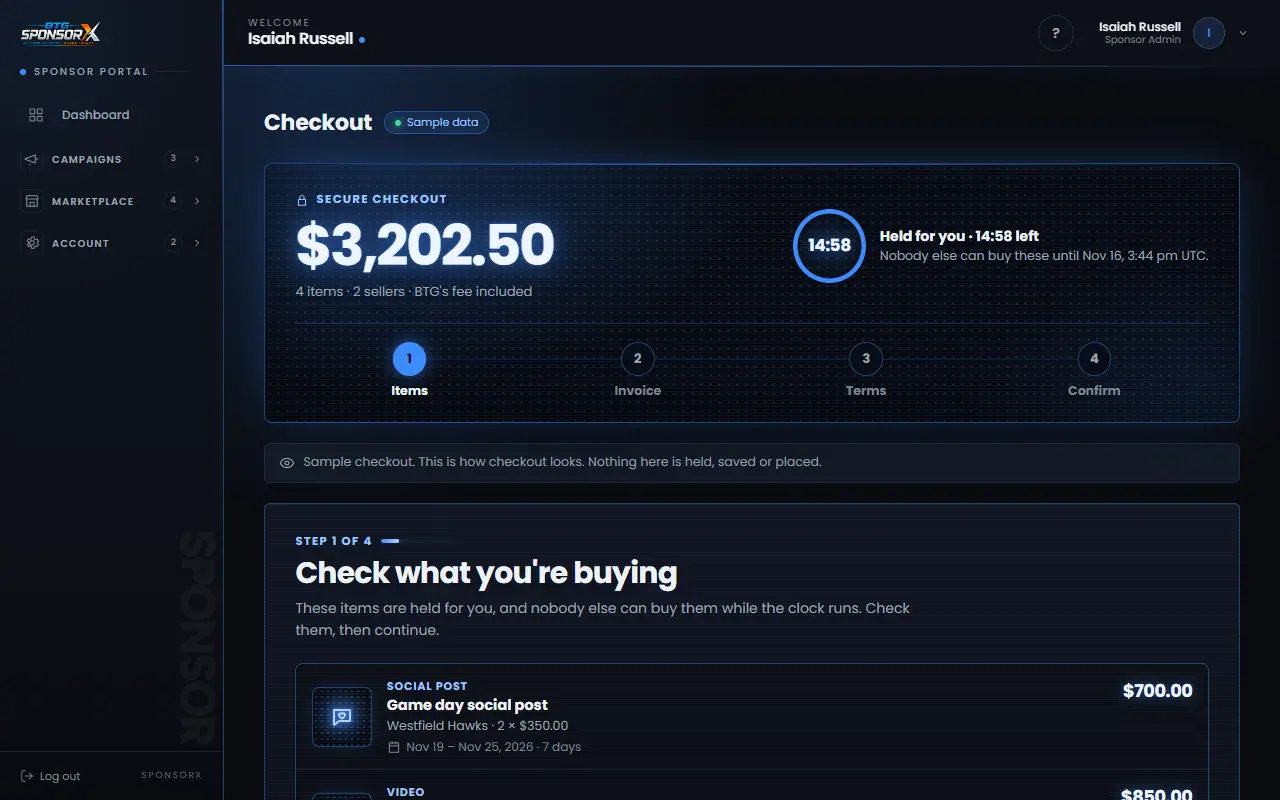 BTG
SPONSORX
SPONSOR PORTAL
Dashboard
CAMPAIGNS 3
MARKETPLACE 4
ACCOUNT 2
SPONSOR
Log out
SPONSORX
WELCOME
Isaiah Russell
?
Isaiah Russell
Sponsor Admin
I
Checkout
Sample data
SECURE CHECKOUT
$3,202.50
4 items · 2 sellers · BTG's fee included
14:58
Held for you · 14:58 left
Nobody else can buy these until Nov 16, 3:44 pm UTC.
1 2 3 4
Items Invoice Terms Confirm
Sample checkout. This is how checkout looks. Nothing here is held, saved or placed.
STEP 1 OF 4
Check what you're buying
These items are held for you, and nobody else can buy them while the clock runs. Check
them, then continue.
SOCIAL POST
Game day social post
$700.00
Westfield Hawks · 2 × $350.00
Nov 19 – Nov 25, 2026 · 7 days
VIDEO
$850.00